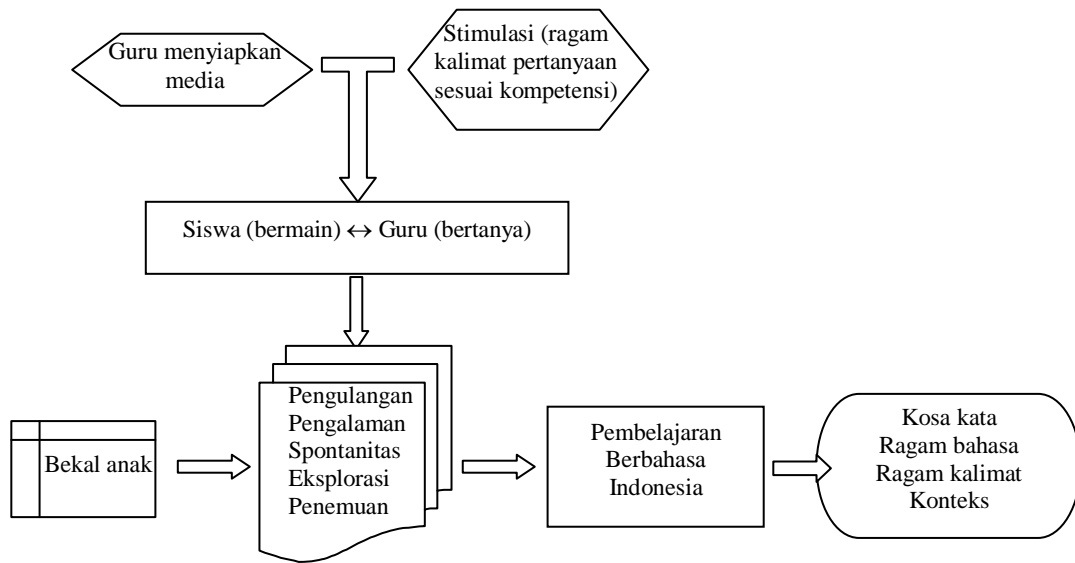 Guru menyiapkan
media
Stimulasi (ragam
kalimat pertanyaan
sesuai kompetensi)
Siswa (bermain) ↔ Guru (bertanya)
Bekal anak
Pengulangan
Pengalaman
Spontanitas
Eksplorasi
Penemuan
Pembelajaran
Berbahasa
Indonesia
Kosa kata
Ragam bahasa
Ragam kalimat
Konteks